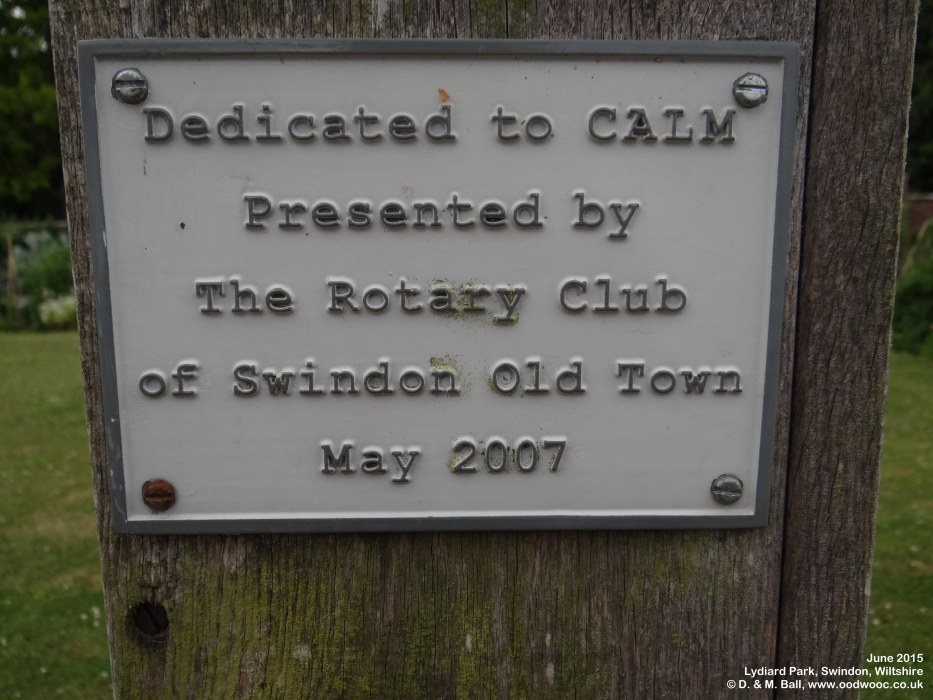 Dedicated to CALM
Presented by
The Rotary Club
of Swindon Old Town
May 2007
June 2015
Lydiard Park, Swindon, Wiltshire
© D. & M. Ball, www.oodwooc.co.uk